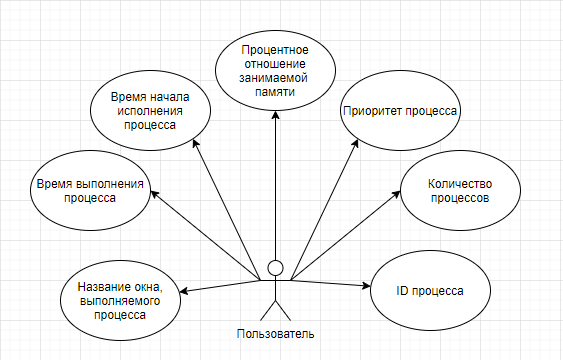 Процентное
отношение
занимаемой
памяти
Время начала
исполнения
процесса
Приоритет процесса
Время выполнения
процесса
Количество
процессов
Название окна,
выполняемого
процесса
ID процесса
Пользователь